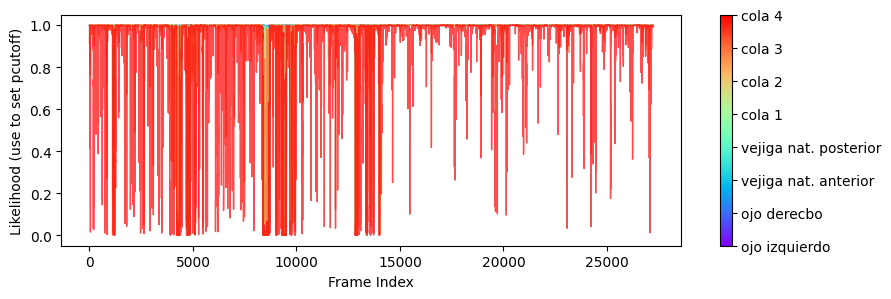 Likelihood (use to set pcutoff)
1.0
0.8
0.6
0.4
0.2
0.0
0
5000
10000
15000
20000
25000
Frame Index
cola 4
cola 3
cola 2
cola 1
vejiga nat. posterior
vejiga nat. anterior
ojo derecbo
ojo izquierdo